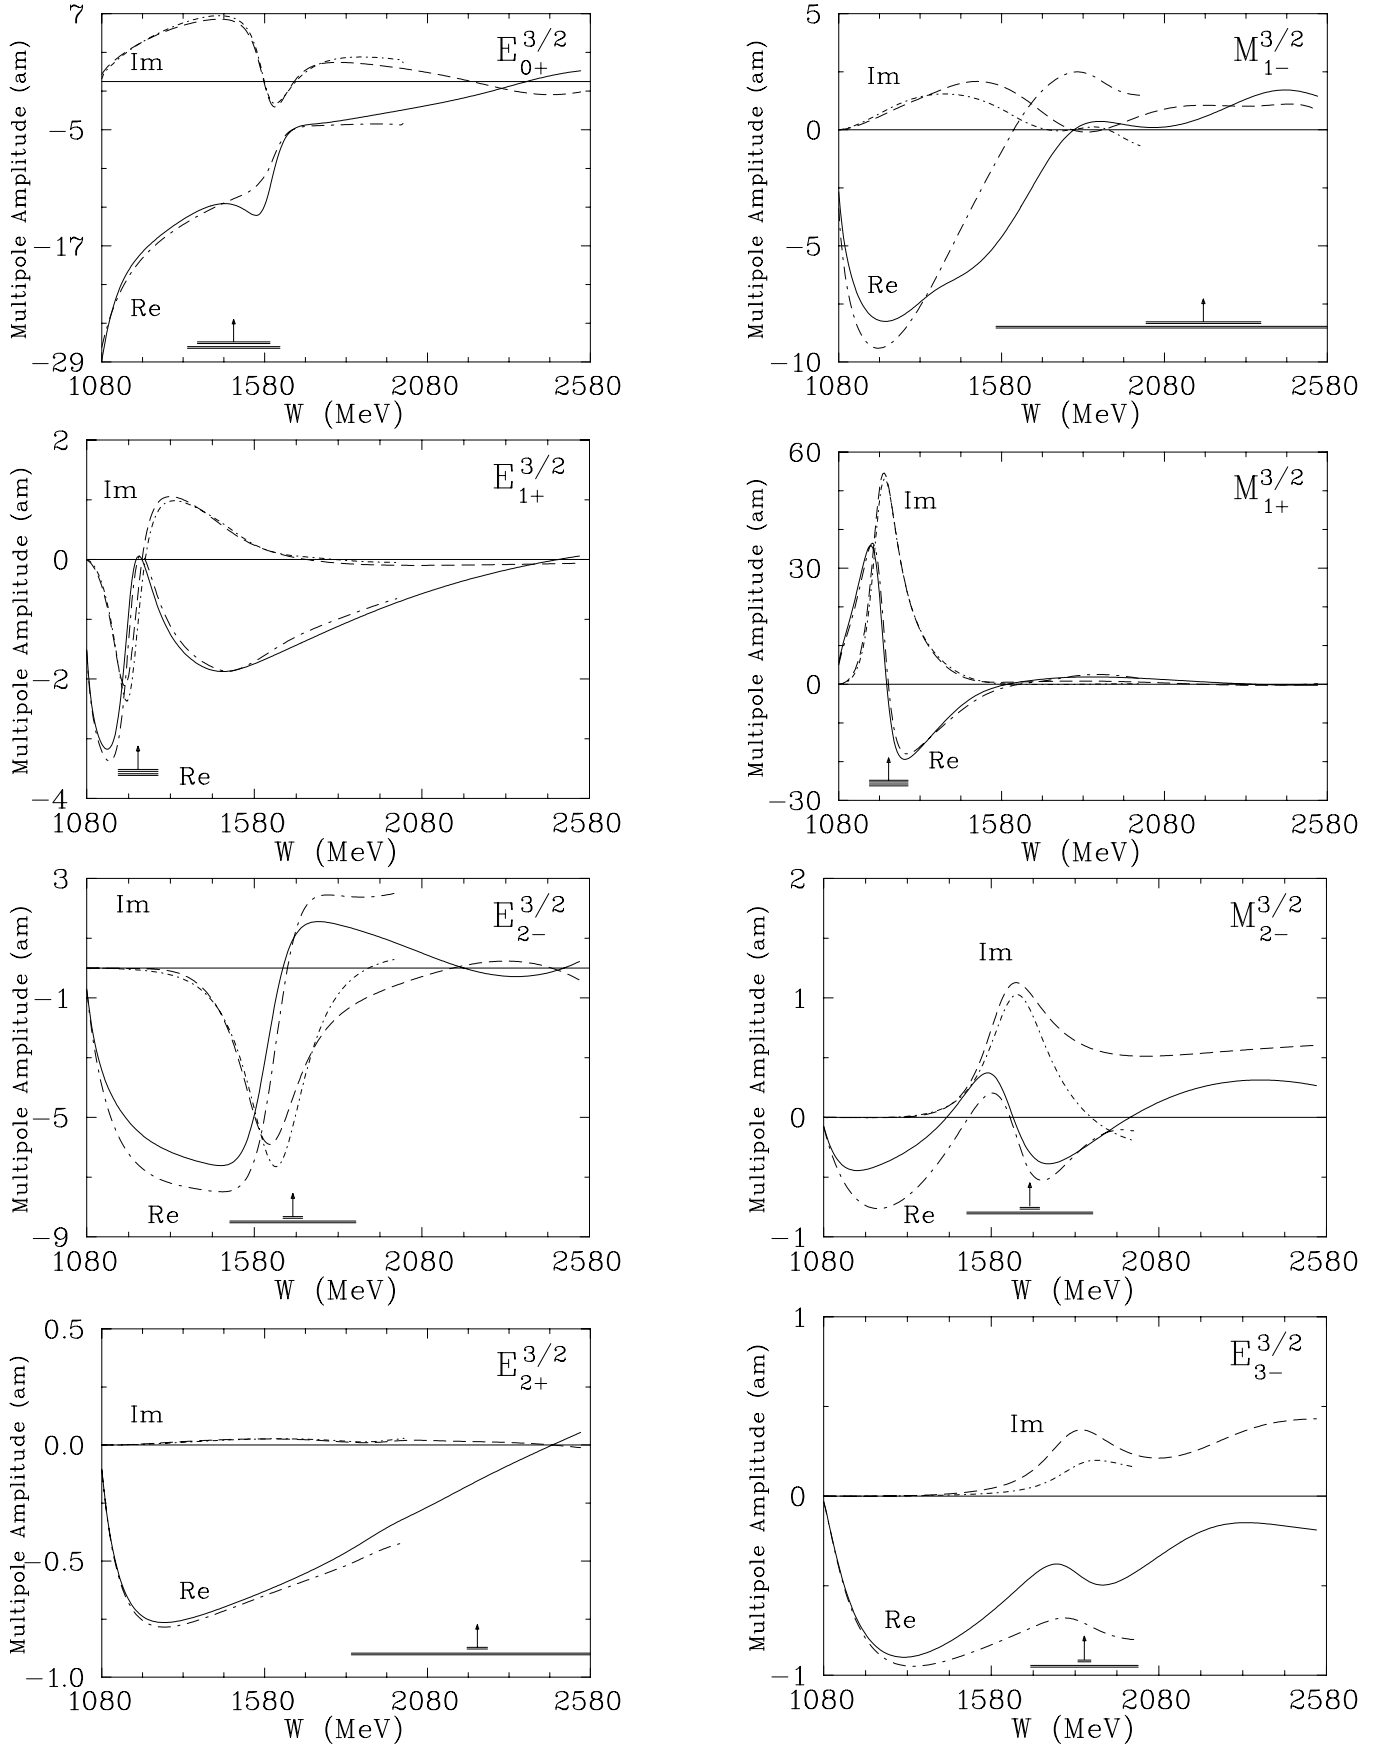 7
-5
-17
-29
Multipole Amplitude (am)
Im
Re
E 3/2 0+
1080 1580 2080 2580
W (MeV)
5
0
-5
-10
Multipole Amplitude (am)
Im
Re
M 3/2 1-
1080 1580 2080 2580
W (MeV)
2
0
-2
-4
Multipole Amplitude (am)
Im
Re
E 3/2 1+
1080 1580 2080 2580
W (MeV)
60
30
0
-30
Multipole Amplitude (am)
Im
Re
M 3/2 1+
1080 1580 2080 2580
W (MeV)
3
-1
-5
-9
Multipole Amplitude (am)
Im
Re
E 3/2 2-
1080 1580 2080 2580
W (MeV)
2
1
0
-1
Multipole Amplitude (am)
Im
Re
M 3/2 2-
1080 1580 2080 2580
W (MeV)
0.5
0.0
-0.5
-1.0
Multipole Amplitude (am)
Im
Re
E 3/2 2+
1080 1580 2080 2580
W (MeV)
1
0
-1
Multipole Amplitude (am)
Im
Re
E 3/2 3-
1080 1580 2080 2580
W (MeV)